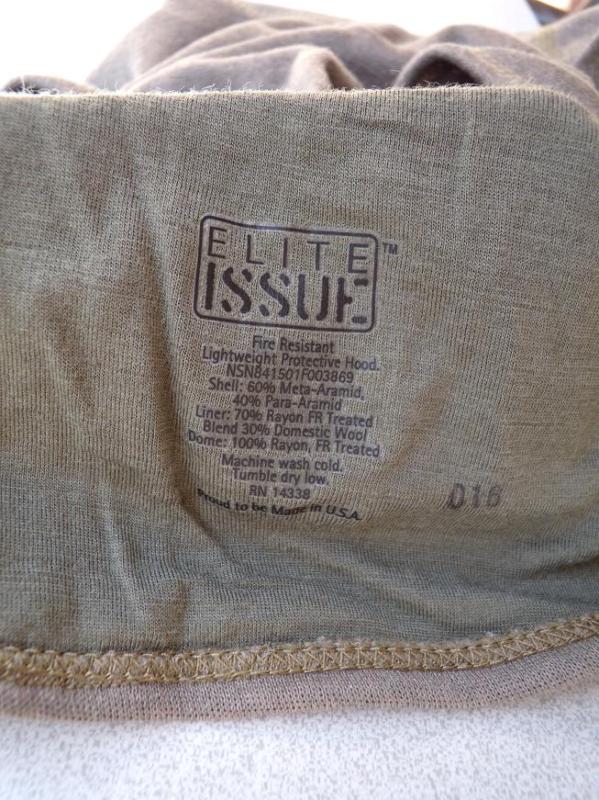 ELITE ™
ISSUE
Fire Resistant
Lightweight Protective Hood.
NSN841501F003869
Shell: 60% Meta-Aramid,
40% Para-Aramid
Liner: 70% Rayon FR Treated
Blend 30% Domestic Wool
Dome: 100% Rayon, FR Treated
Machine wash cold.
Tumble dry low.
RN 14338
Proud to be Made in U.S.A.
016